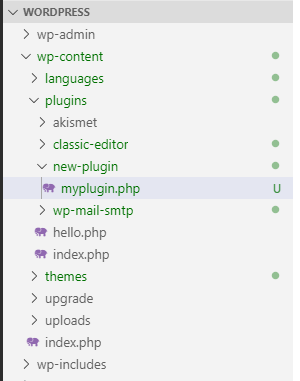 WORDPRESS
wp-admin
wp-content
languages
plugins
akismet
classic-editor
new-plugin
myplugin.php U
wp-mail-smtp
hello.php
index.php
themes
upgrade
uploads
index.php
wp-includes